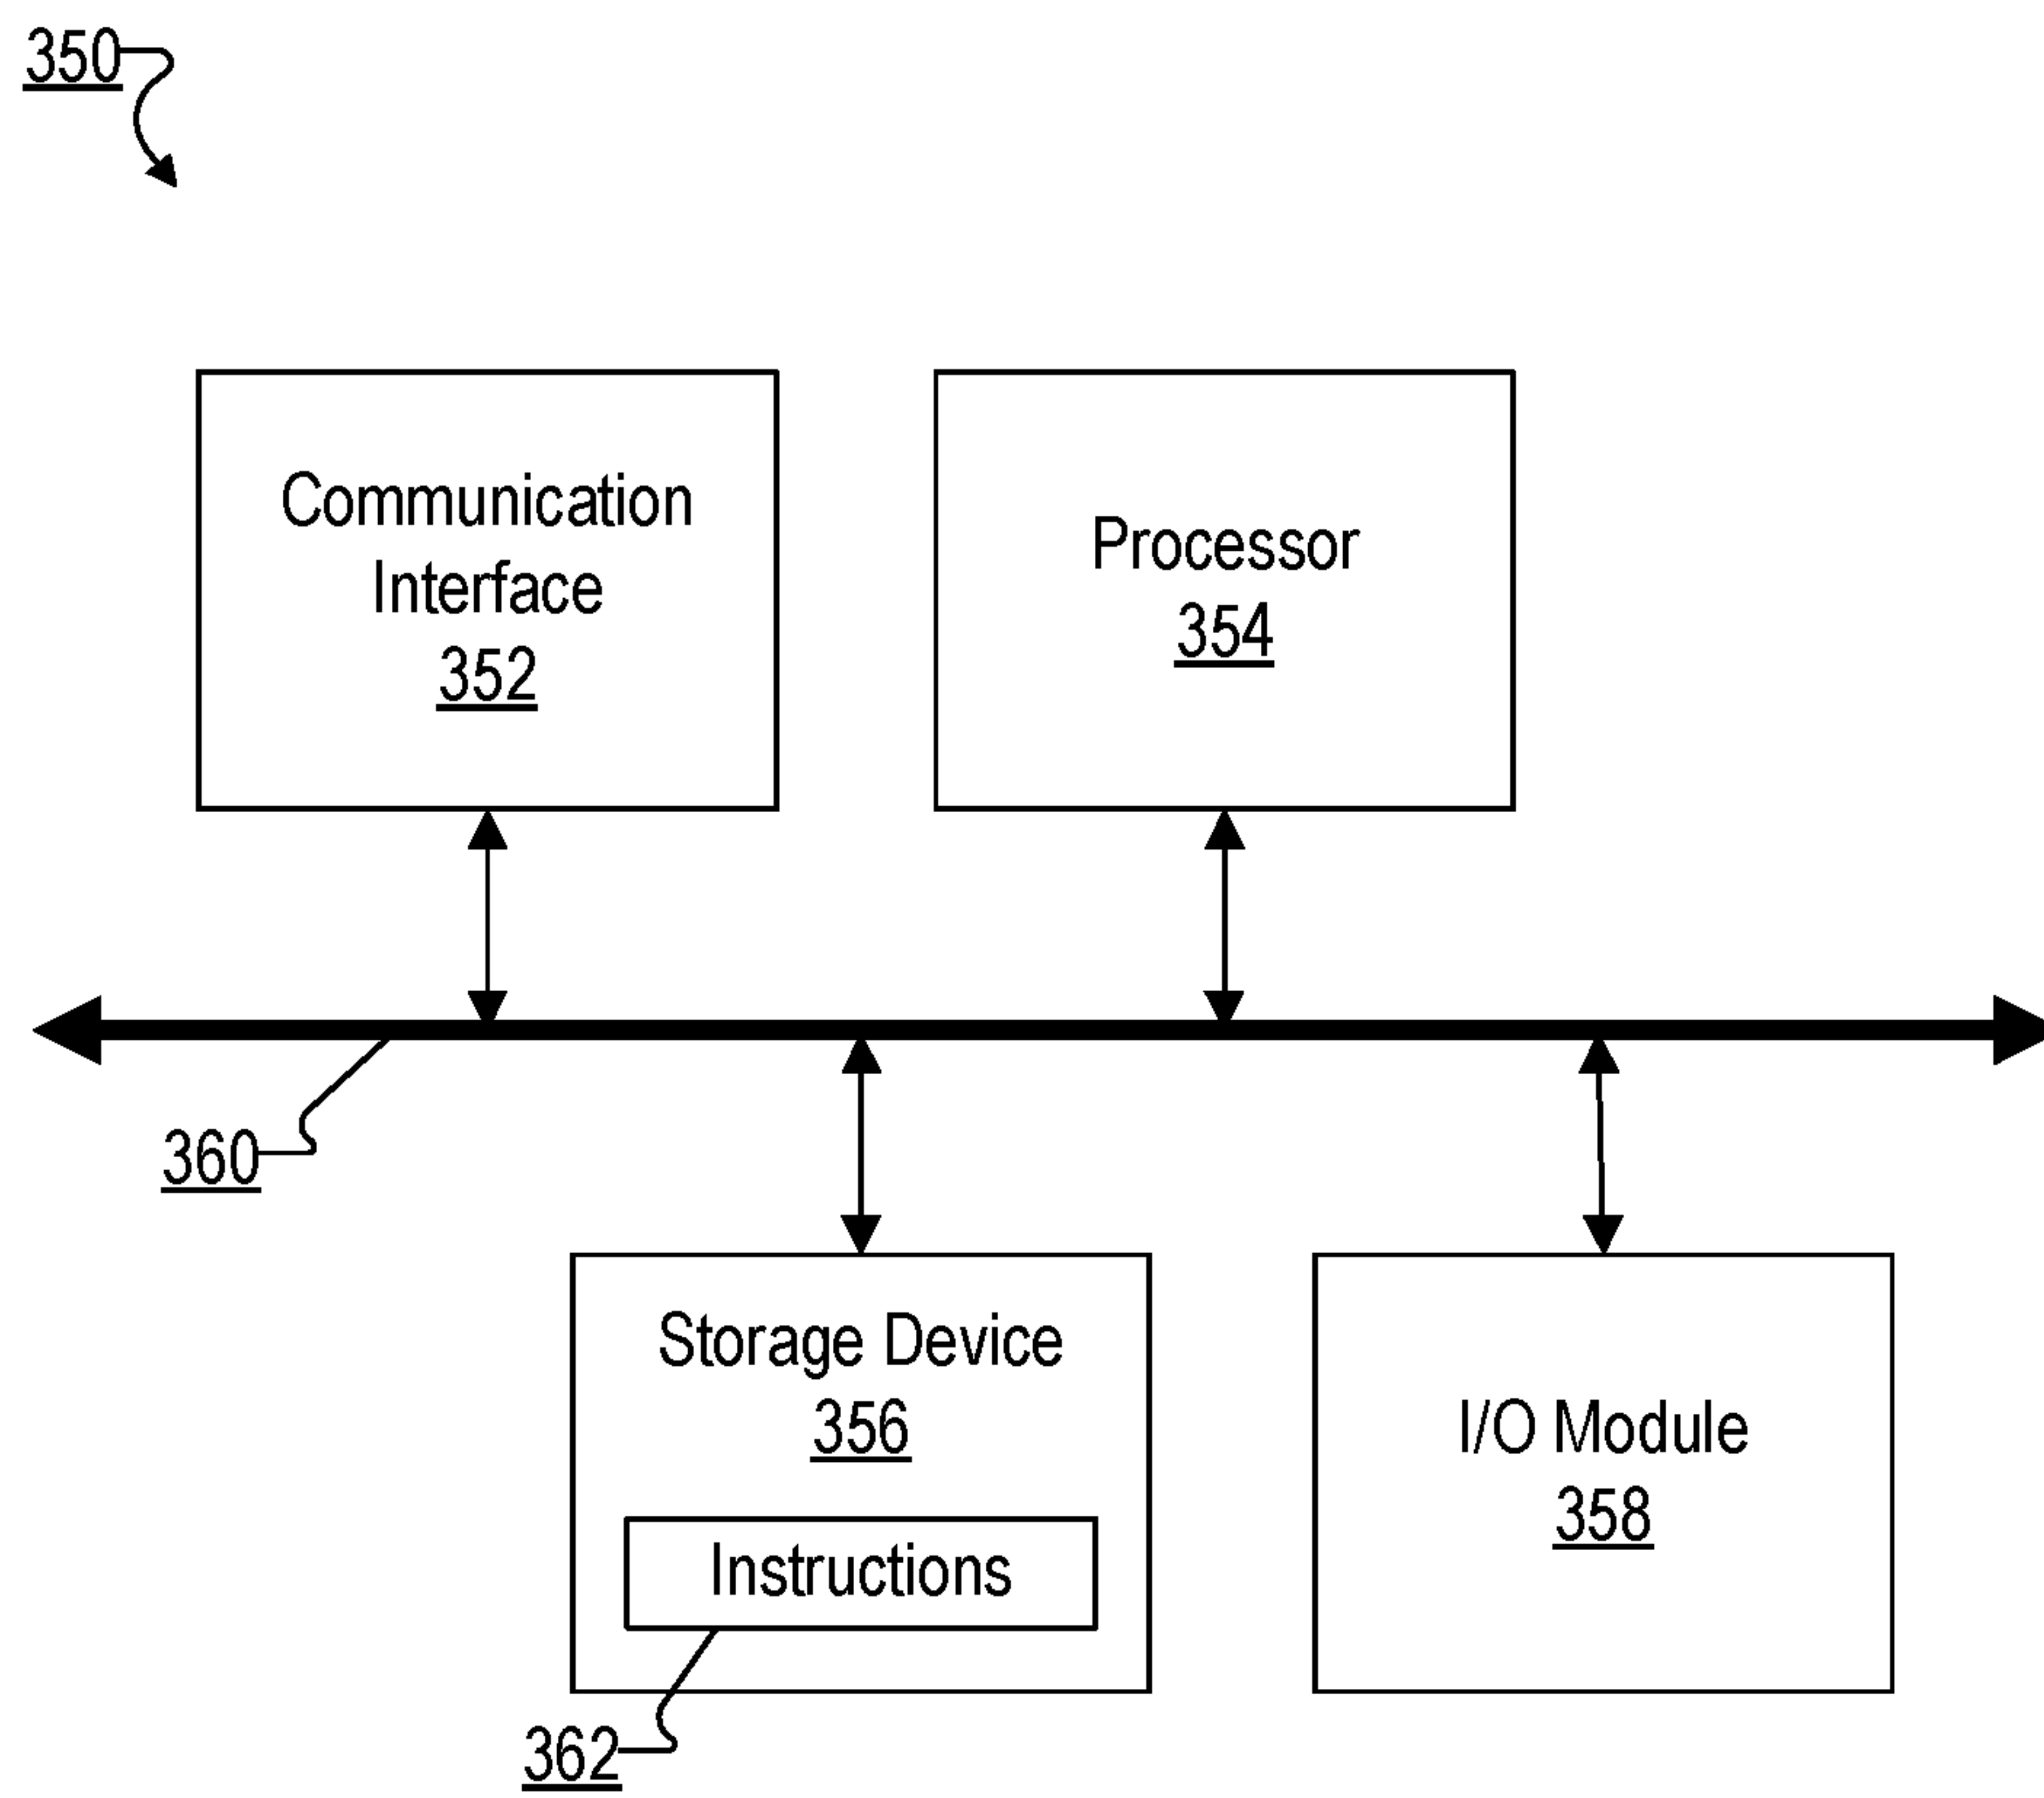 350
Communication
Interface
352
Processor
354
360
Storage Device
356
Instructions
362
I/O Module
358